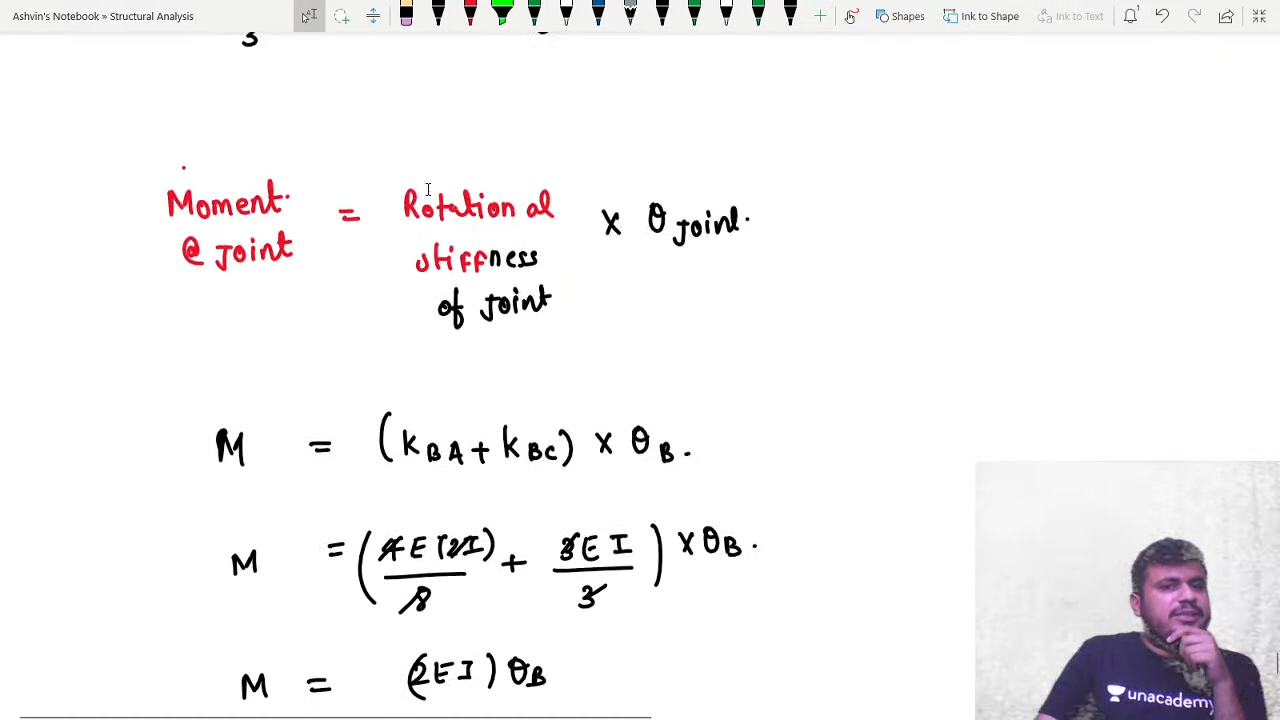 Ashvin's Notebook » Structural Analysis
Shapes
Ink to Shape
Ink to Text
Moment = Rotational × θ Joint.
@ Joint stiffness
of Joint
M = (KBA + KBC) × θB.
M = (4E(2I)/8 + 3EI/3) × θB.
M = (2EI) θB
unacademy